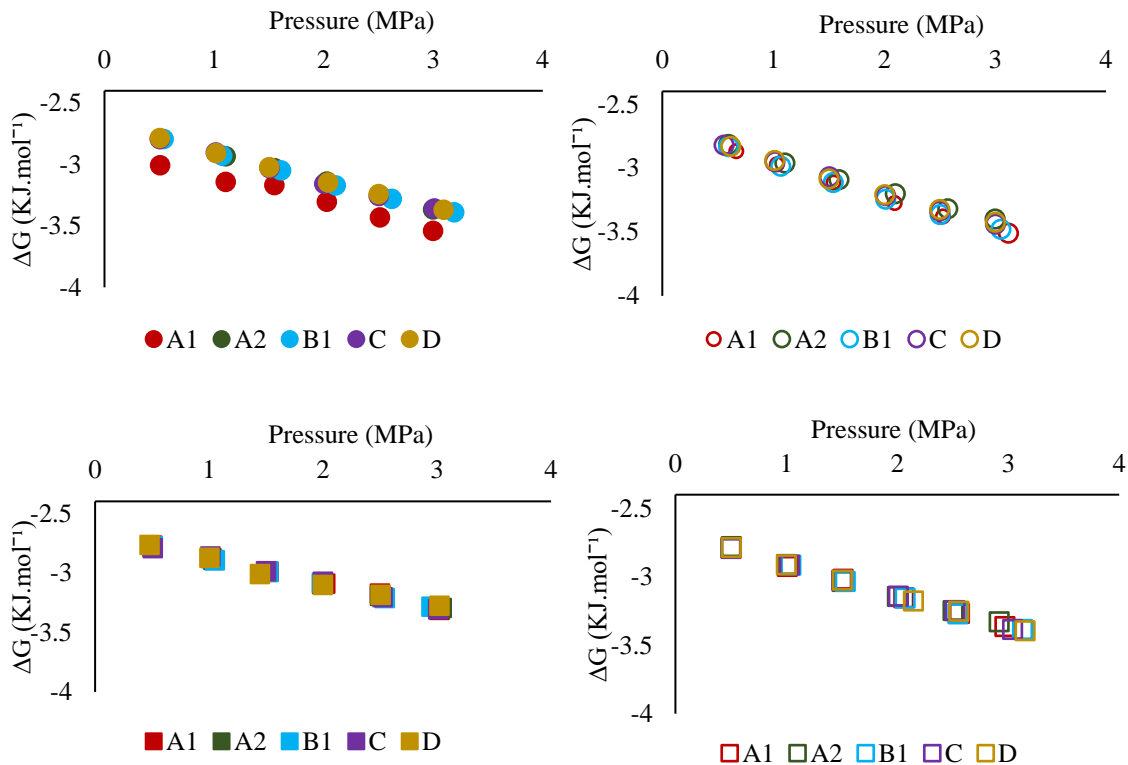 Pressure (MPa)
0 1 2 3 4
-2.5
-3
-3.5
-4
ΔG (KJ.mol⁻¹)
A1 A2 B1 C D
Pressure (MPa)
0 1 2 3 4
-2.5
-3
-3.5
-4
ΔG (KJ.mol⁻¹)
A1 A2 B1 C D
Pressure (MPa)
0 1 2 3 4
-2.5
-3
-3.5
-4
ΔG (KJ.mol⁻¹)
A1 A2 B1 C D
Pressure (MPa)
0 1 2 3 4
-2.5
-3
-3.5
-4
ΔG (KJ.mol⁻¹)
A1 A2 B1 C D